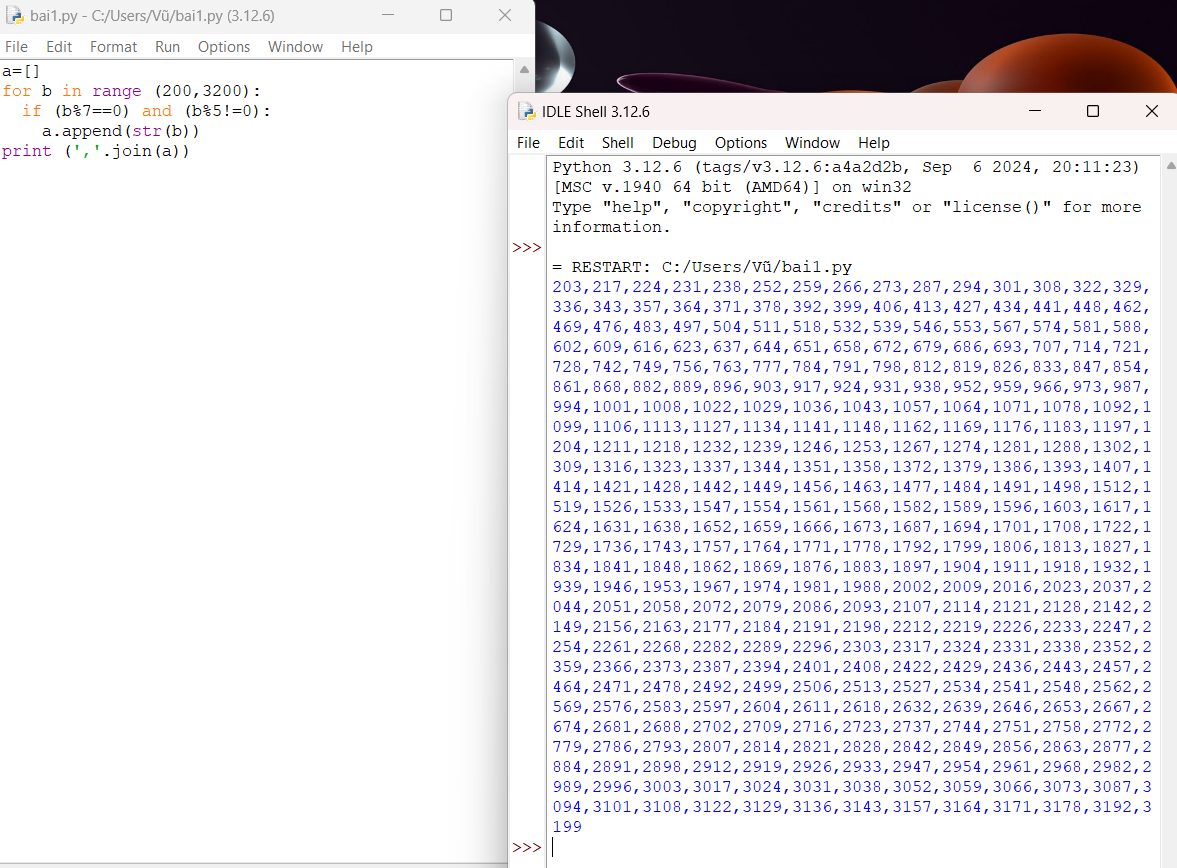 bai1.py - C:/Users/Vũ/bai1.py (3.12.6)
File Edit Format Run Options Window Help
a=[]
for b in range (200,3200):
  if (b%7==0) and (b%5!=0):
    a.append(str(b))
print (','.join(a))
IDLE Shell 3.12.6
File Edit Shell Debug Options Window Help
Python 3.12.6 (tags/v3.12.6:a4a2d2b, Sep  6 2024, 20:11:23)
[MSC v.1940 64 bit (AMD64)] on win32
Type "help", "copyright", "credits" or "license()" for more
information.
>>>
= RESTART: C:/Users/Vũ/bai1.py
203,217,224,231,238,252,259,266,273,287,294,301,308,322,329,
336,343,357,364,371,378,392,399,406,413,427,434,441,448,462,
469,476,483,497,504,511,518,532,539,546,553,567,574,581,588,
602,609,616,623,637,644,651,658,672,679,686,693,707,714,721,
728,742,749,756,763,777,784,791,798,812,819,826,833,847,854,
861,868,882,889,896,903,917,924,931,938,952,959,966,973,987,
994,1001,1008,1022,1029,1036,1043,1057,1064,1071,1078,1092,1
099,1106,1113,1127,1134,1141,1148,1162,1169,1176,1183,1197,1
204,1211,1218,1232,1239,1246,1253,1267,1274,1281,1288,1302,1
309,1316,1323,1337,1344,1351,1358,1372,1379,1386,1393,1407,1
414,1421,1428,1442,1449,1456,1463,1477,1484,1491,1498,1512,1
519,1526,1533,1547,1554,1561,1568,1582,1589,1596,1603,1617,1
624,1631,1638,1652,1659,1666,1673,1687,1694,1701,1708,1722,1
729,1736,1743,1757,1764,1771,1778,1792,1799,1806,1813,1827,1
834,1841,1848,1862,1869,1876,1883,1897,1904,1911,1918,1932,1
939,1946,1953,1967,1974,1981,1988,2002,2009,2016,2023,2037,2
044,2051,2058,2072,2079,2086,2093,2107,2114,2121,2128,2142,2
149,2156,2163,2177,2184,2191,2198,2212,2219,2226,2233,2247,2
254,2261,2268,2282,2289,2296,2303,2317,2324,2331,2338,2352,2
359,2366,2373,2387,2394,2401,2408,2422,2429,2436,2443,2457,2
464,2471,2478,2492,2499,2506,2513,2527,2534,2541,2548,2562,2
569,2576,2583,2597,2604,2611,2618,2632,2639,2646,2653,2667,2
674,2681,2688,2702,2709,2716,2723,2737,2744,2751,2758,2772,2
779,2786,2793,2807,2814,2821,2828,2842,2849,2856,2863,2877,2
884,2891,2898,2912,2919,2926,2933,2947,2954,2961,2968,2982,2
989,2996,3003,3017,3024,3031,3038,3052,3059,3066,3073,3087,3
094,3101,3108,3122,3129,3136,3143,3157,3164,3171,3178,3192,3
199
>>>